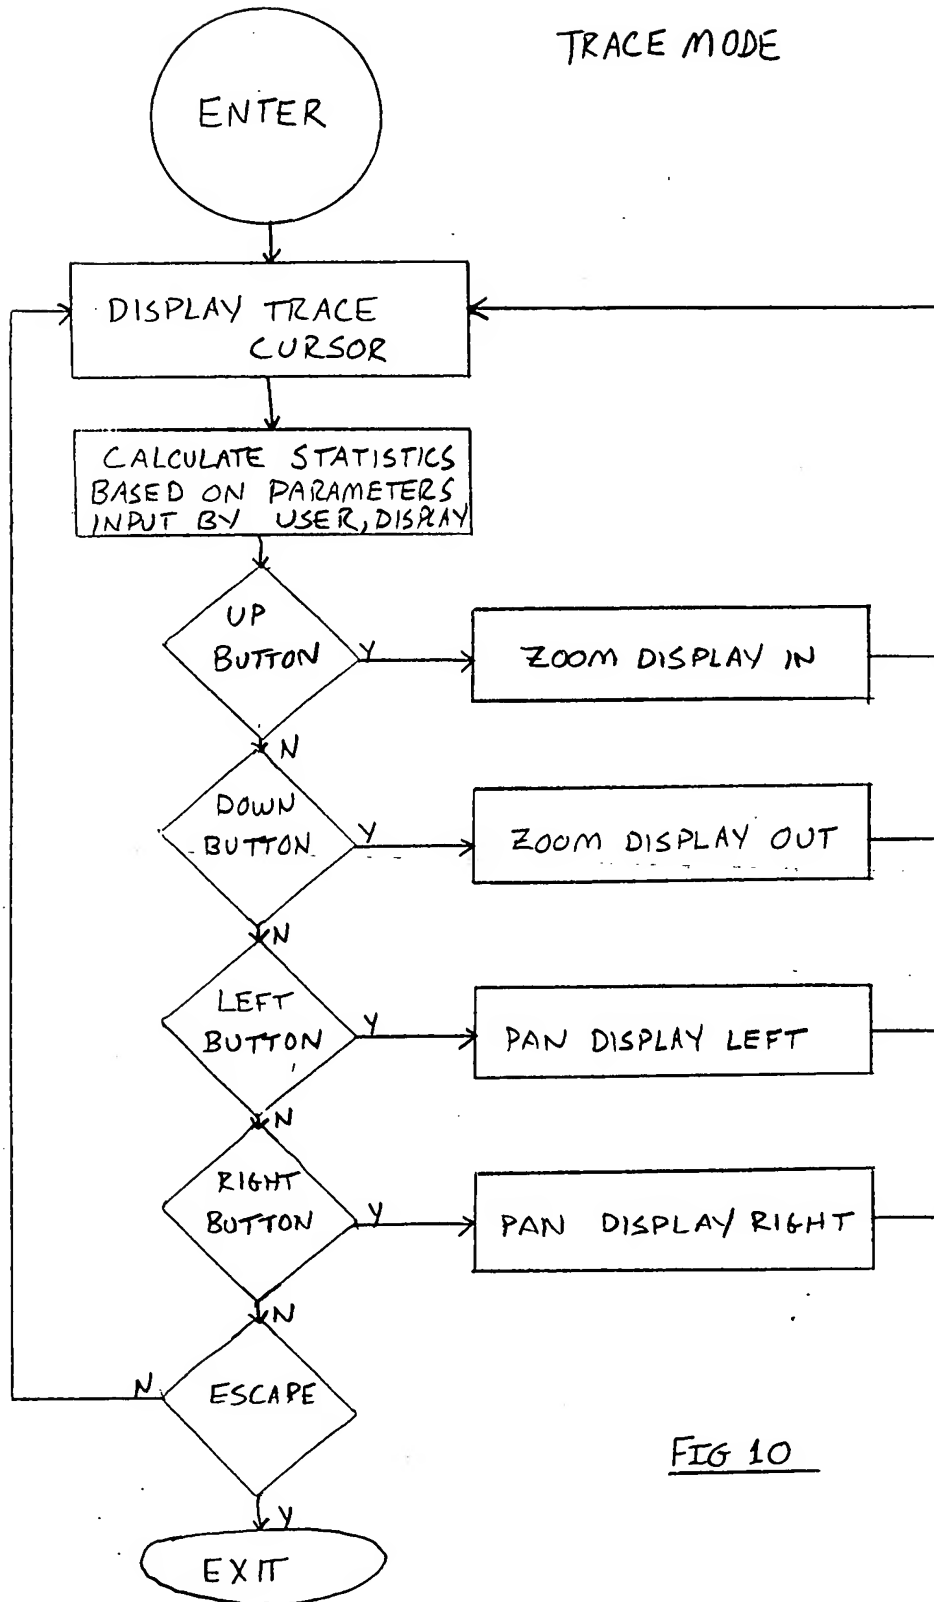 TRACE MODE
ENTER
DISPLAY TRACE
CURSOR
CALCULATE STATISTICS
BASED ON PARAMETERS
INPUT BY USER, DISPLAY
UP
BUTTON
Y
ZOOM DISPLAY IN
N
DOWN
BUTTON
Y
ZOOM DISPLAY OUT
N
LEFT
BUTTON
Y
PAN DISPLAY LEFT
N
RIGHT
BUTTON
Y
PAN DISPLAY RIGHT
N
N
ESCAPE
Y
EXIT
FIG 10